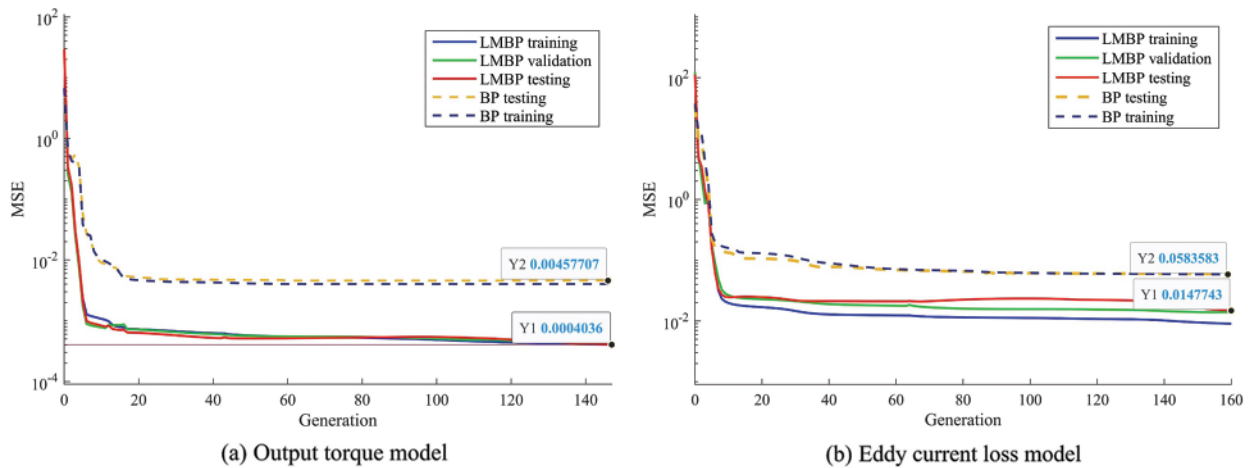 10^2
10^0
10^-2
10^-4
MSE
0 20 40 60 80 100 120 140
Generation
LMBP training
LMBP validation
LMBP testing
BP testing
BP training
Y2 0.00457707
Y1 0.0004036
(a) Output torque model
10^2
10^0
10^-2
MSE
0 20 40 60 80 100 120 140 160
Generation
LMBP training
LMBP validation
LMBP testing
BP testing
BP training
Y2 0.0583583
Y1 0.0147743
(b) Eddy current loss model